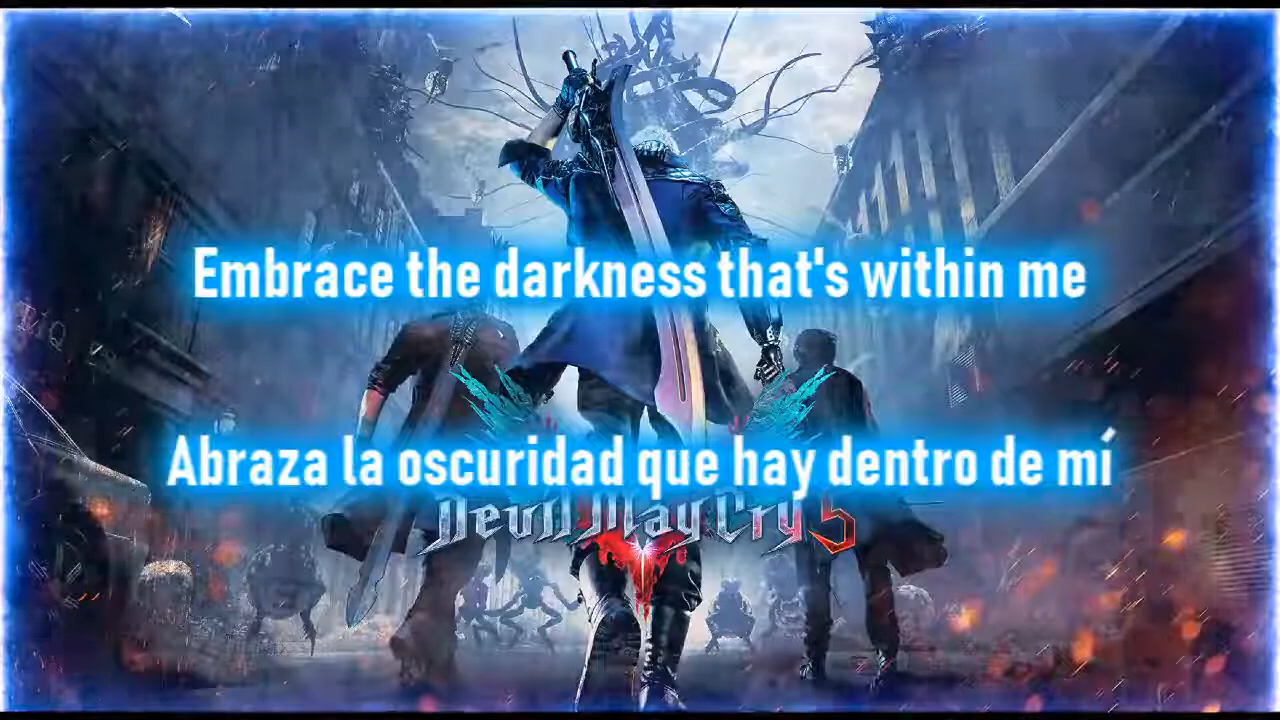 Embrace the darkness that's within me
Abraza la oscuridad que hay dentro de mí
Devil May Cry 5